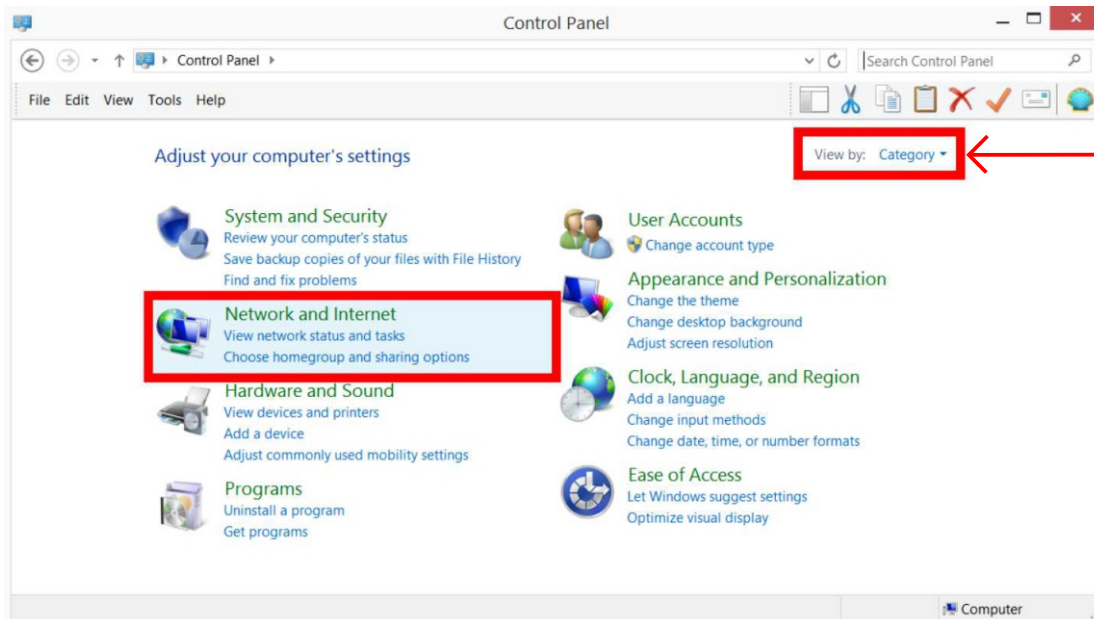 Control Panel
Control Panel
Search Control Panel
File Edit View Tools Help
Adjust your computer's settings
View by: Category
System and Security
Review your computer's status
Save backup copies of your files with File History
Find and fix problems
Network and Internet
View network status and tasks
Choose homegroup and sharing options
Hardware and Sound
View devices and printers
Add a device
Adjust commonly used mobility settings
Programs
Uninstall a program
Get programs
User Accounts
Change account type
Appearance and Personalization
Change the theme
Change desktop background
Adjust screen resolution
Clock, Language, and Region
Add a language
Change input methods
Change date, time, or number formats
Ease of Access
Let Windows suggest settings
Optimize visual display
Computer